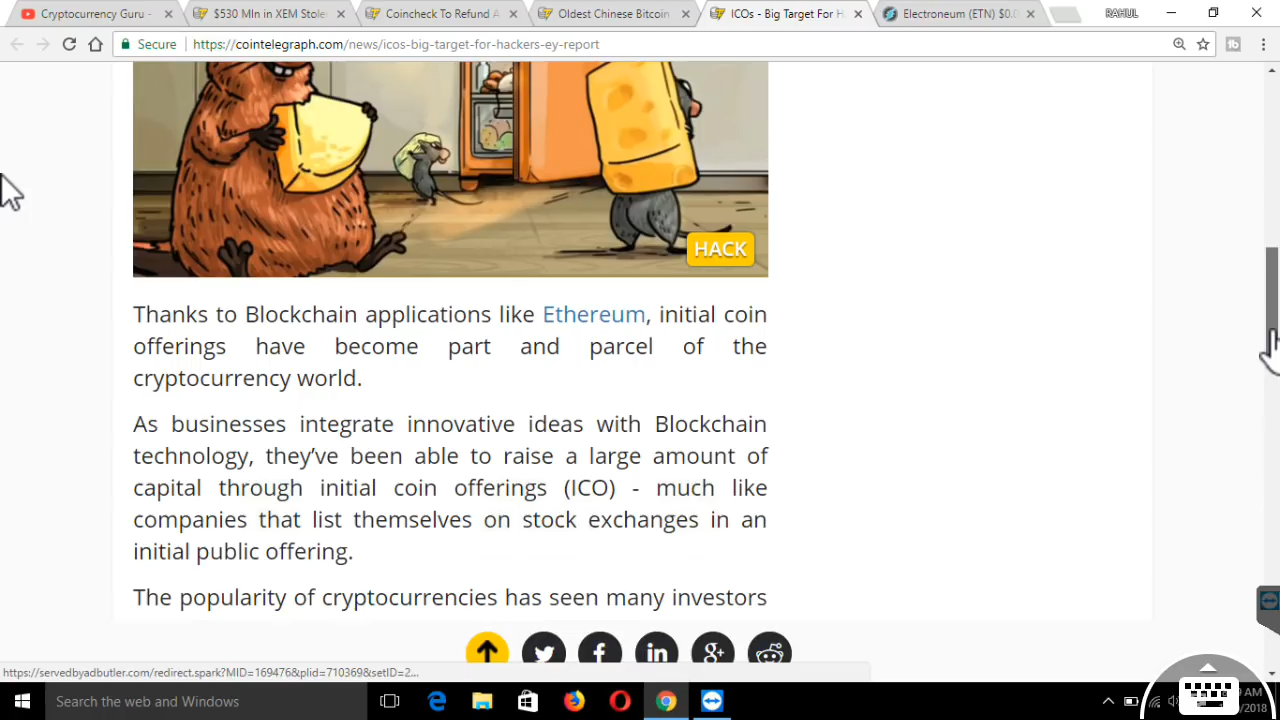 Cryptocurrency Guru -
$530 Mln in XEM Stole
Coincheck To Refund A
Oldest Chinese Bitcoin
ICOs - Big Target For H
Electroneum (ETN) $0.
RAHUL
Secure
https://cointelegraph.com/news/icos-big-target-for-hackers-ey-report
HACK
Thanks to Blockchain applications like Ethereum, initial coin
offerings have become part and parcel of the
cryptocurrency world.
As businesses integrate innovative ideas with Blockchain
technology, they’ve been able to raise a large amount of
capital through initial coin offerings (ICO) - much like
companies that list themselves on stock exchanges in an
initial public offering.
The popularity of cryptocurrencies has seen many investors
https://servedbyadbutler.com/redirect.spark?MID=169476&plid=710369&setID=2...
Search the web and Windows
AM
/2018